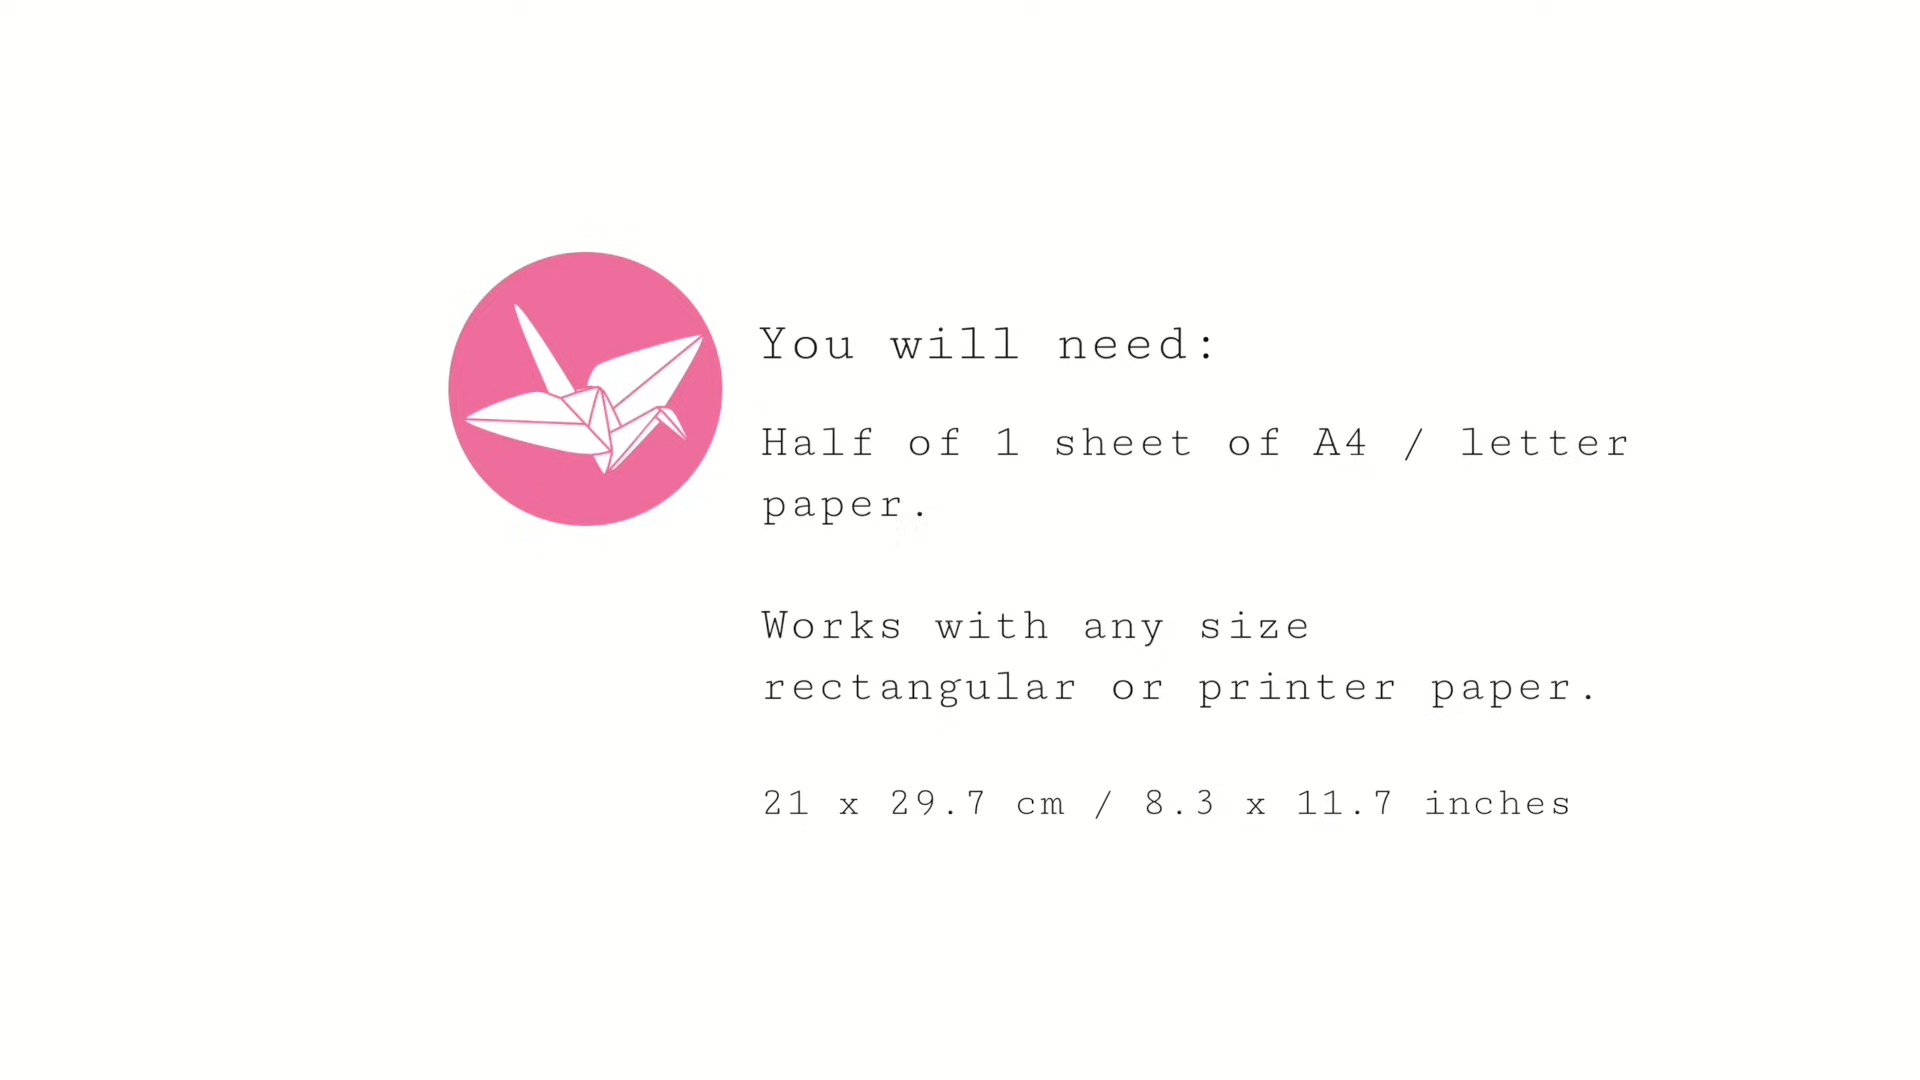 You will need:
Half of 1 sheet of A4 / letter
paper.
Works with any size
rectangular or printer paper.
21 x 29.7 cm / 8.3 x 11.7 inches